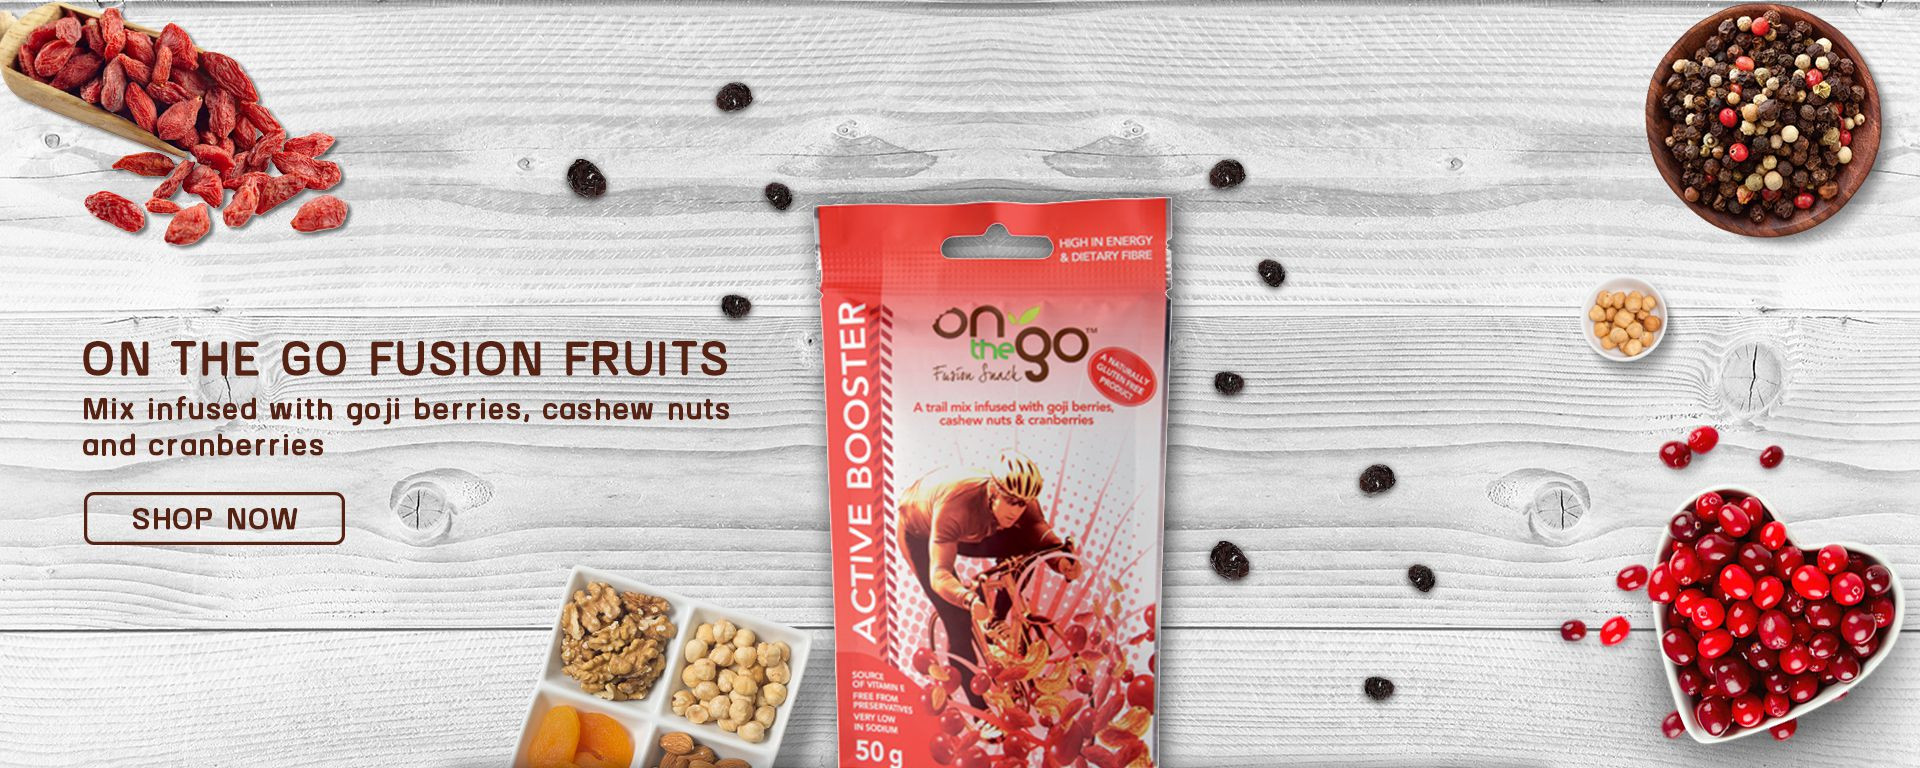 ON THE GO FUSION FRUITS
Mix infused with goji berries, cashew nuts
and cranberries
SHOP NOW
HIGH IN ENERGY
& DIETARY FIBRE
ACTIVE BOOSTER
on
the go™
Fusion Snack
A NATURALLY
GLUTEN FREE
PRODUCT
A trail mix infused with goji berries,
cashew nuts & cranberries
SOURCE
OF VITAMIN E
FREE FROM
PRESERVATIVES
VERY LOW
IN SODIUM
50 g